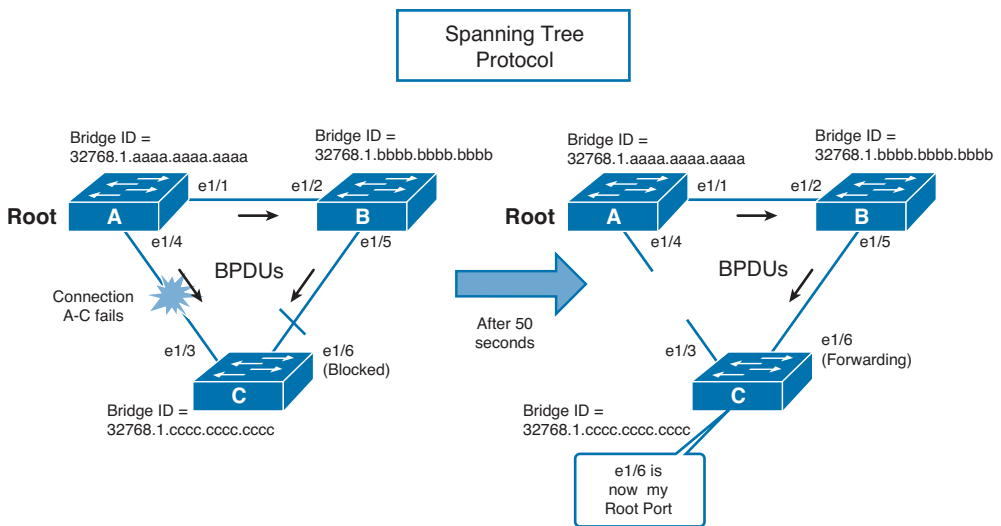 Spanning Tree
Protocol
Bridge ID =
32768.1.aaaa.aaaa.aaaa
Bridge ID =
32768.1.bbbb.bbbb.bbbb
e1/1
e1/2
Root
A
B
e1/4
e1/5
BPDUs
Connection
A-C fails
e1/3
e1/6
(Blocked)
C
Bridge ID =
32768.1.cccc.cccc.cccc
After 50
seconds
Bridge ID =
32768.1.aaaa.aaaa.aaaa
Bridge ID =
32768.1.bbbb.bbbb.bbbb
e1/1
e1/2
Root
A
B
e1/4
e1/5
BPDUs
e1/3
e1/6
(Forwarding)
C
Bridge ID =
32768.1.cccc.cccc.cccc
e1/6 is
now my
Root Port